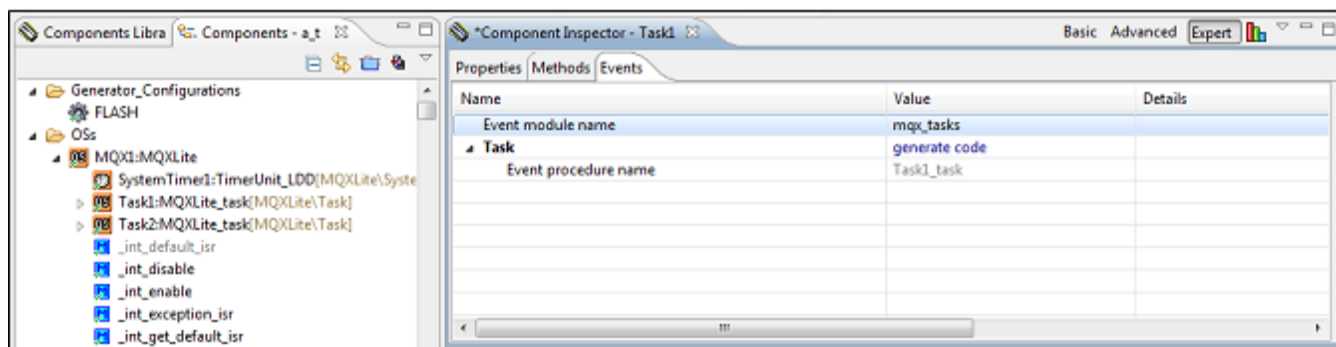 Components Libra
Components - a_t
Generator_Configurations
FLASH
OSs
MQX1:MQXLite
SystemTimer1:TimerUnit_LDD[MQXLite\Syste
Task1:MQXLite_task[MQXLite\Task]
Task2:MQXLite_task[MQXLite\Task]
_int_default_isr
_int_disable
_int_enable
_int_exception_isr
_int_get_default_isr
*Component Inspector - Task1
Basic Advanced Expert
Properties Methods Events
Name Value Details
Event module name mqx_tasks
Task generate code
Event procedure name Task1_task